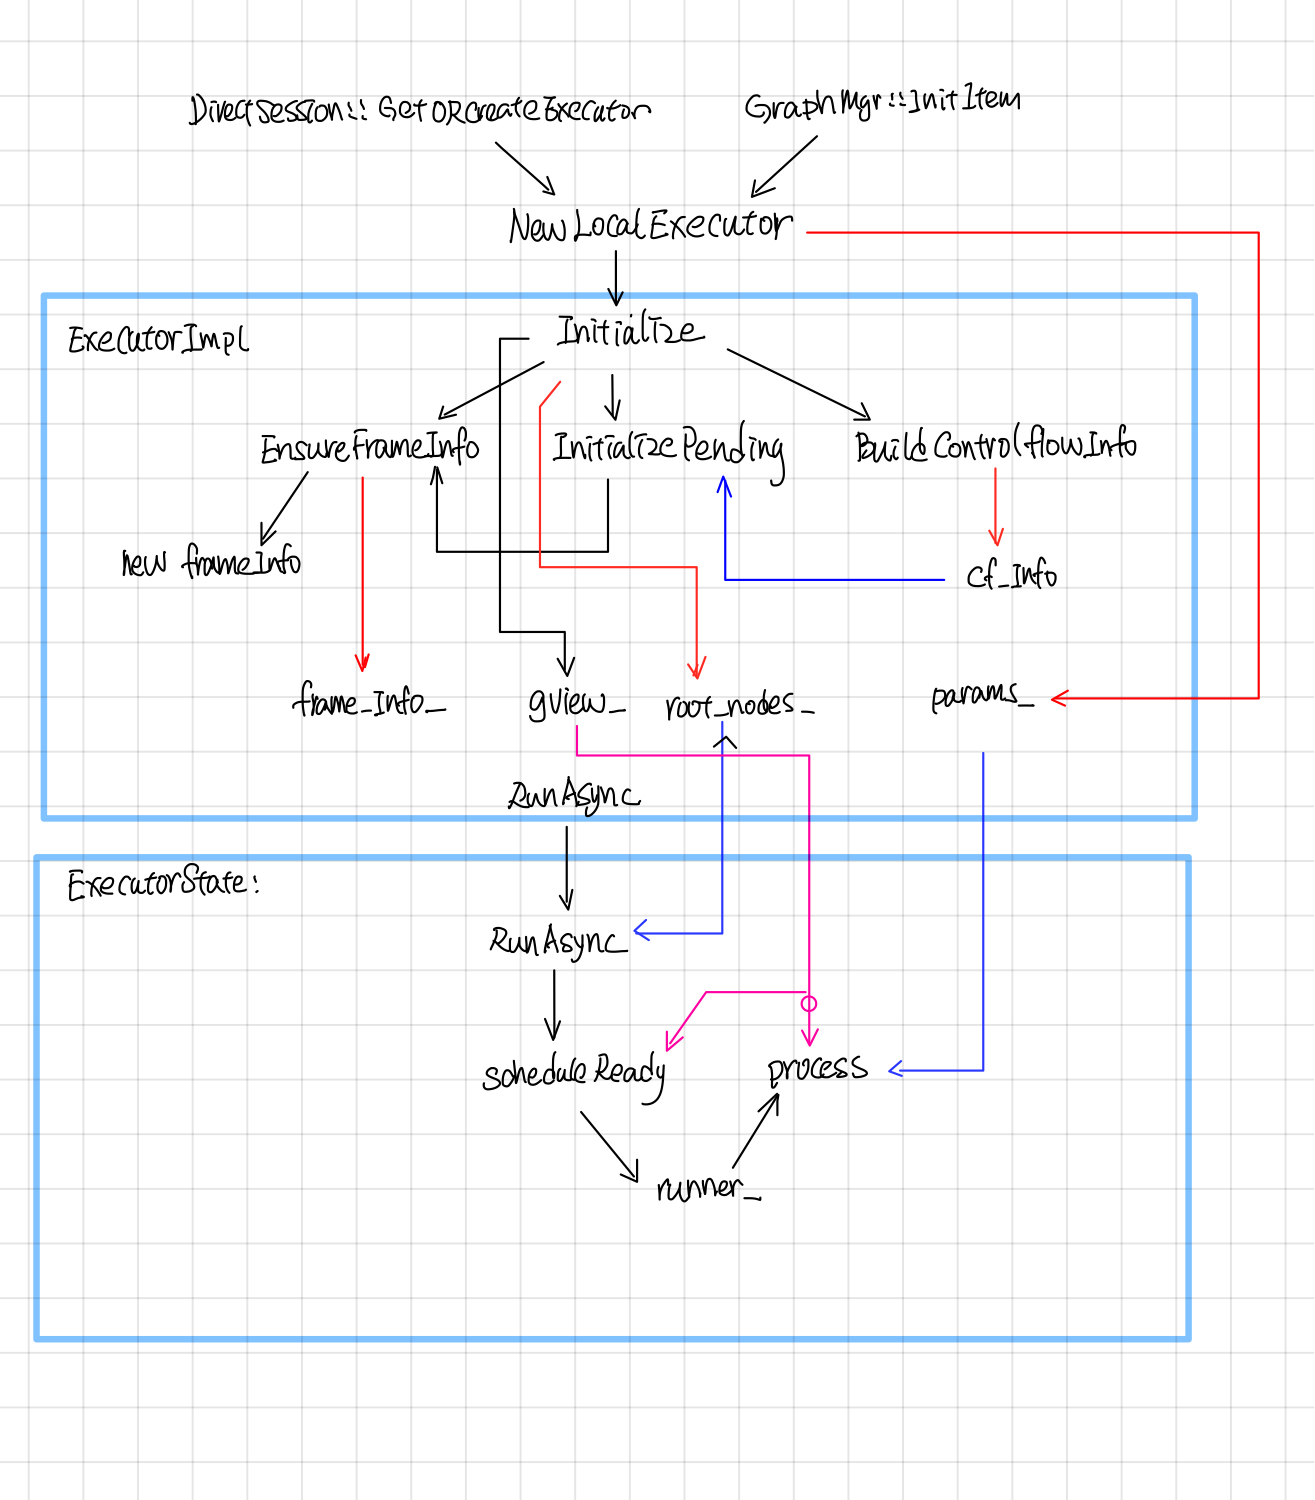 DirectSession::GetORcreateExecutor
GraphMgr::InitItem
NewLocalExecutor
ExecutorImpl
Initialize
EnsureFrameInfo
InitializePending
BuildControlflowInfo
new frameInfo
cf_Info
frame_Info_
gview_
root_nodes_
params_
RunAsync
ExecutorState:
RunAsync
scheduleReady
process
runner_